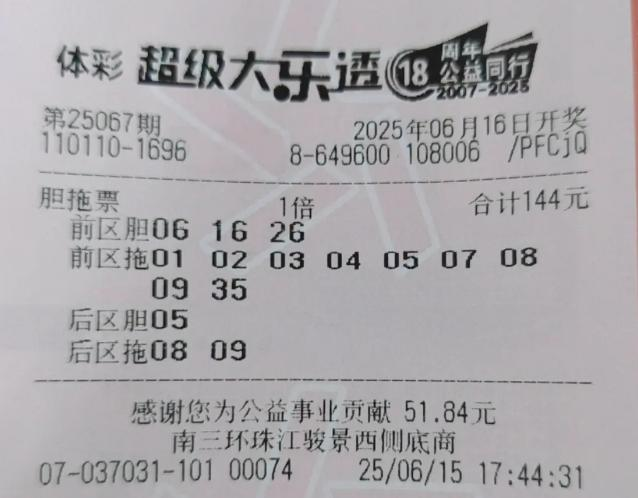 体彩 超级大乐透 18 周年 公益同行 2007-2025
第25067期 2025年06月16日开奖
110110-1696 8-649600 108006 /PFCjQ
胆拖票 1倍 合计144元
前区胆06 16 26
前区拖01 02 03 04 05 07 08
09 35
后区胆05
后区拖08 09
感谢您为公益事业贡献 51.84元
南三环珠江骏景西侧底商
07-037031-101 00074 25/06/15 17:44:31